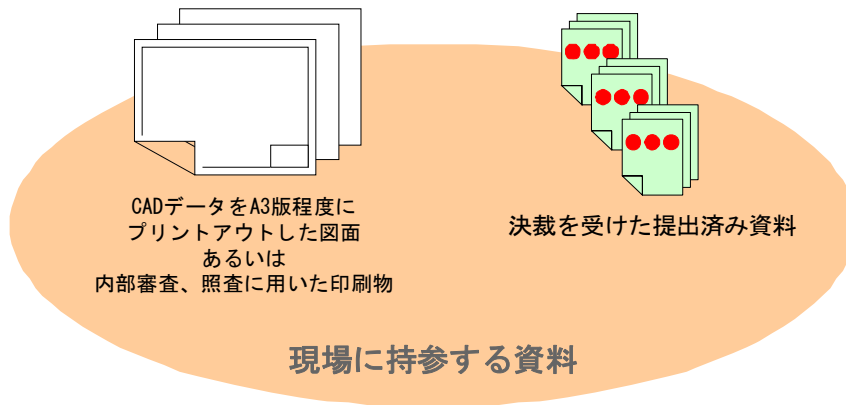 CADデータをA3版程度に
プリントアウトした図面
あるいは
内部審査、照査に用いた印刷物
決裁を受けた提出済み資料
現場に持参する資料